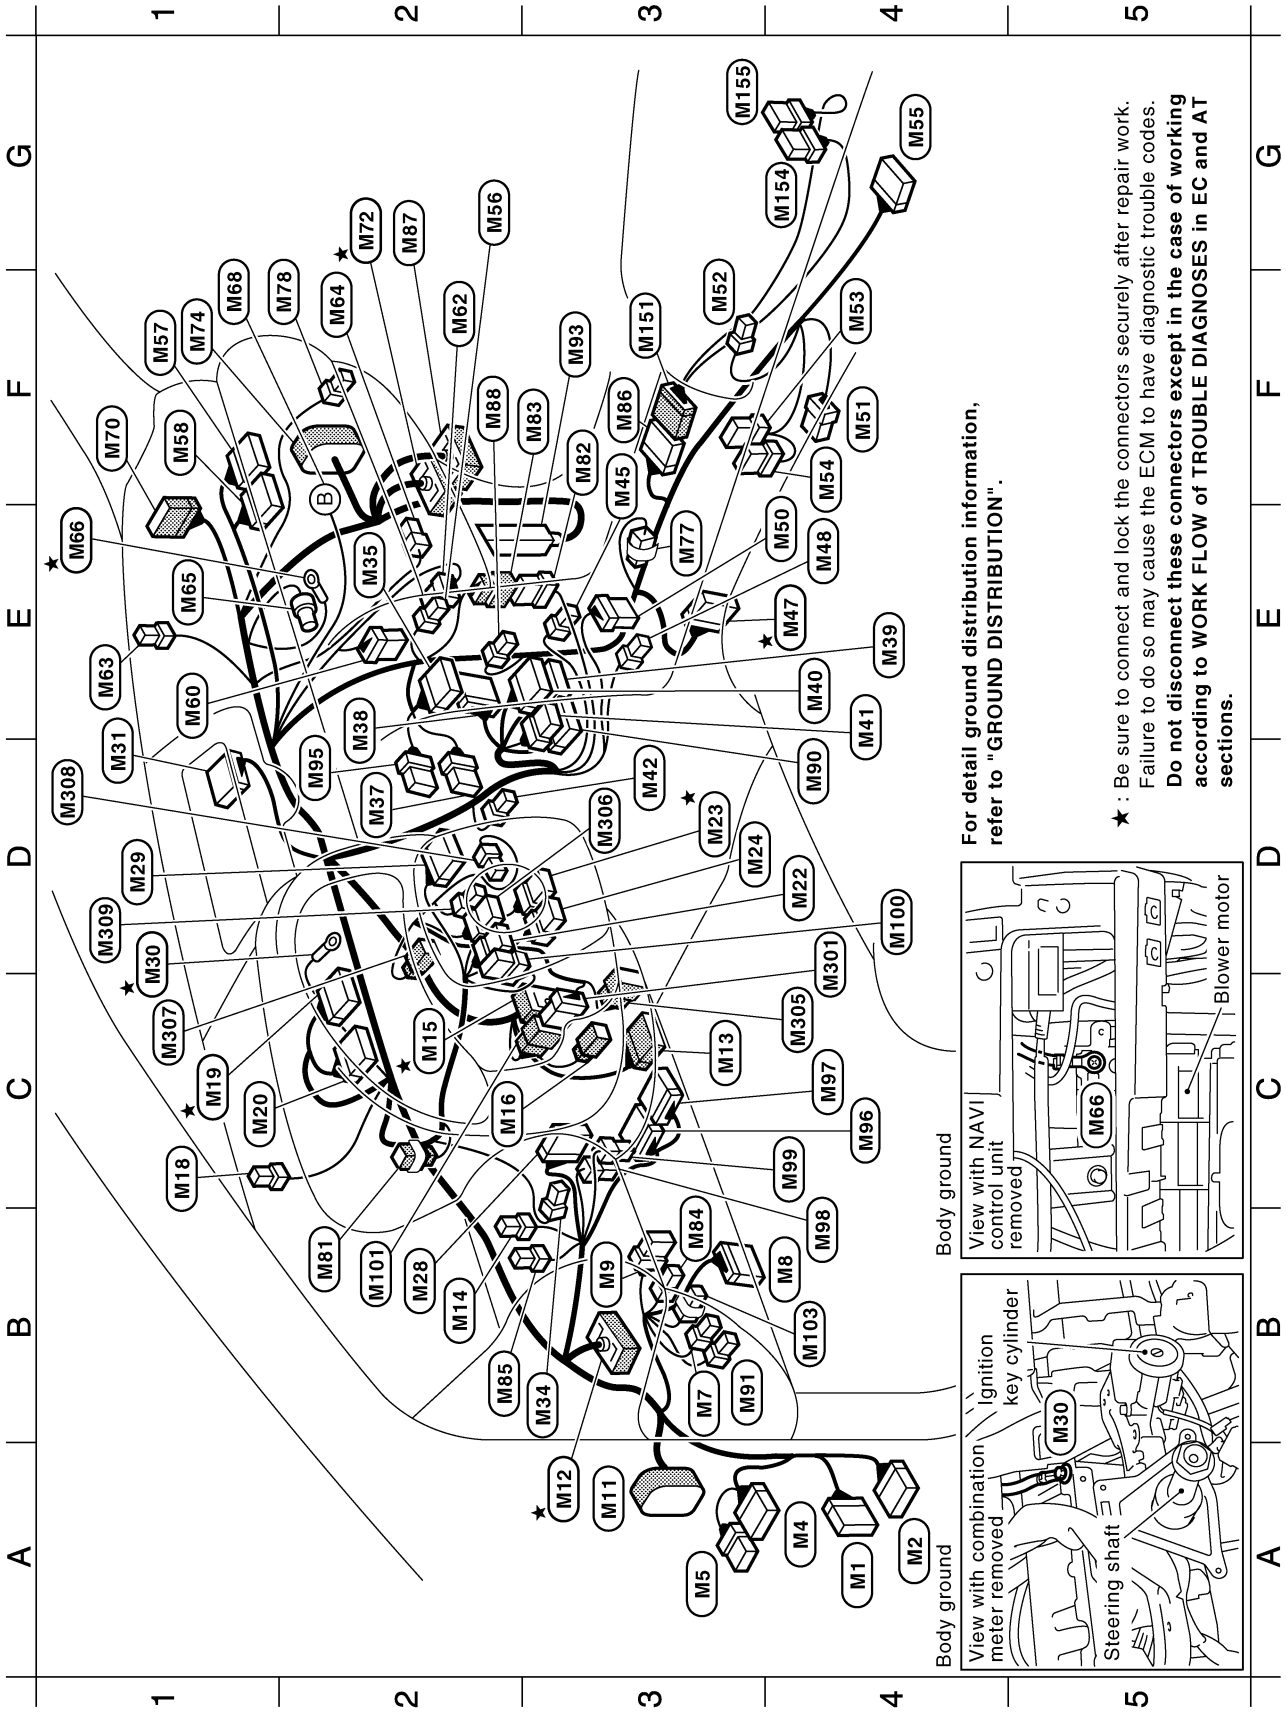 1
2
3
4
5
A
B
C
D
E
F
G
M155
M154
M55
M72
★
M87
M56
M68
M78
M64
M57
M74
M62
M93
M151
M52
M53
M70
M58
M88
M83
M82
M86
M45
M51
M54
B
★
M66
M65
M35
M77
M50
M48
M63
M60
★
M47
M39
M38
M40
M41
M31
M308
M95
M37
M42
M90
M306
★
M23
M24
M29
M309
M22
M100
★
M30
M307
M301
M305
★
M15
★
M19
M20
M16
M13
M97
M96
M18
M99
M98
M81
M101
M28
M14
M9
M84
M8
M85
M34
M103
M7
M91
★
M12
M11
M5
M4
M1
M2
For detail ground distribution information,
refer to "GROUND DISTRIBUTION".
★ : Be sure to connect and lock the connectors securely after repair work.
Failure to do so may cause the ECM to have diagnostic trouble codes.
Do not disconnect these connectors except in the case of working
according to WORK FLOW of TROUBLE DIAGNOSES in EC and AT
sections.
Body ground
View with combination
meter removed
Ignition
key cylinder
M30
Steering shaft
Body ground
View with NAVI
control unit
removed
M66
Blower motor
1
2
3
4
5
A
B
C
D
E
F
G